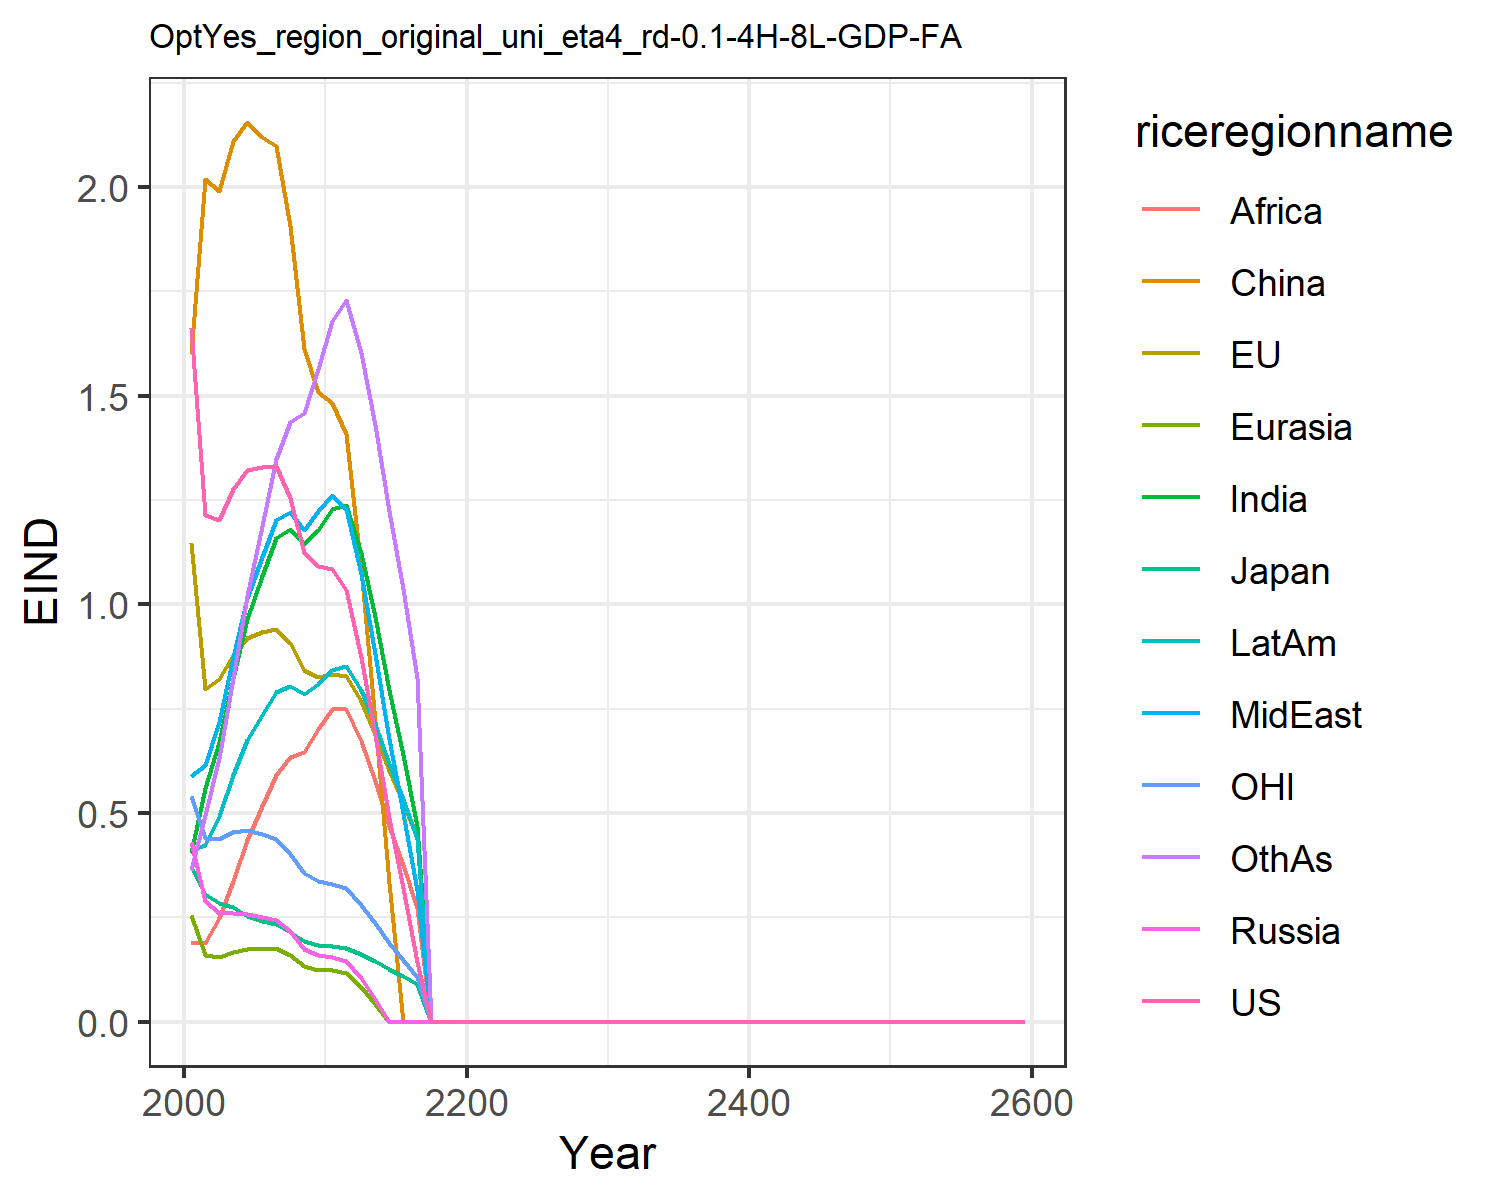 OptYes_region_original_uni_eta4_rd-0.1-4H-8L-GDP-FA
EIND
2.0
1.5
1.0
0.5
0.0
2000 2200 2400 2600
Year
riceregionname
Africa
China
EU
Eurasia
India
Japan
LatAm
MidEast
OHI
OthAs
Russia
US